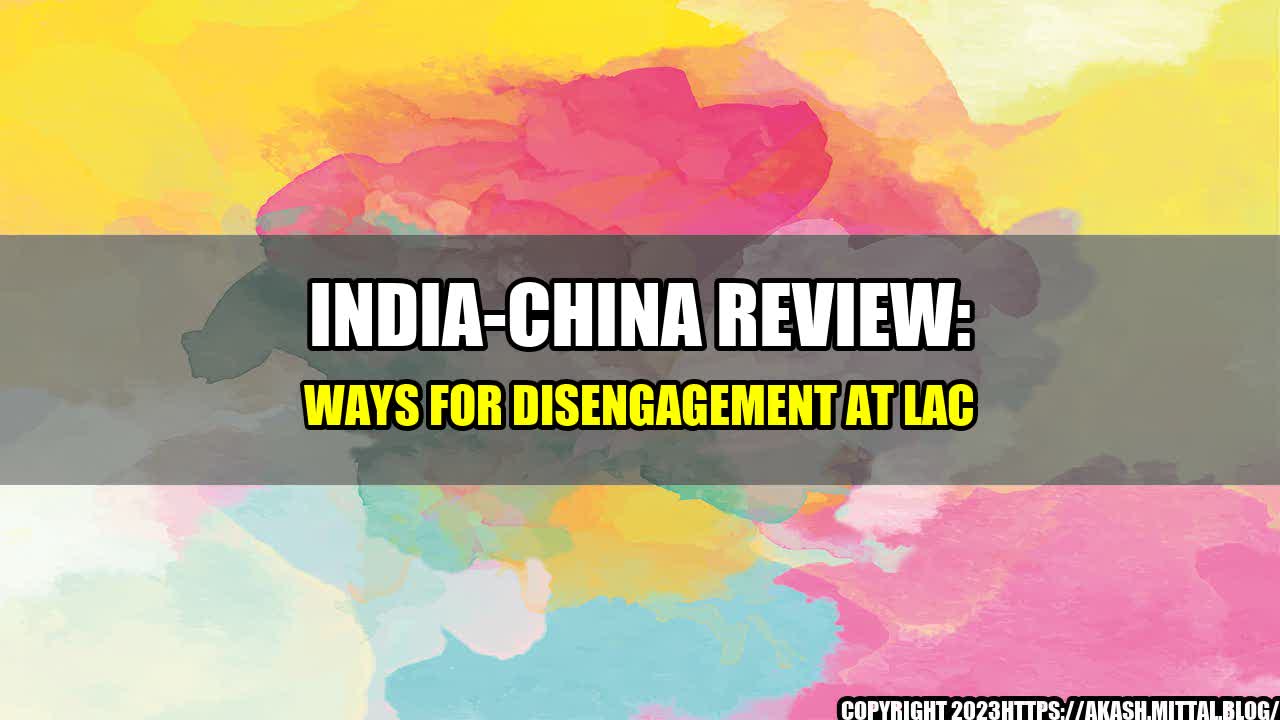 INDIA-CHINA REVIEW:
WAYS FOR DISENGAGEMENT AT LAC
COPYRIGHT 2023HTTPS://AKASH.MITTAL.BLOG/